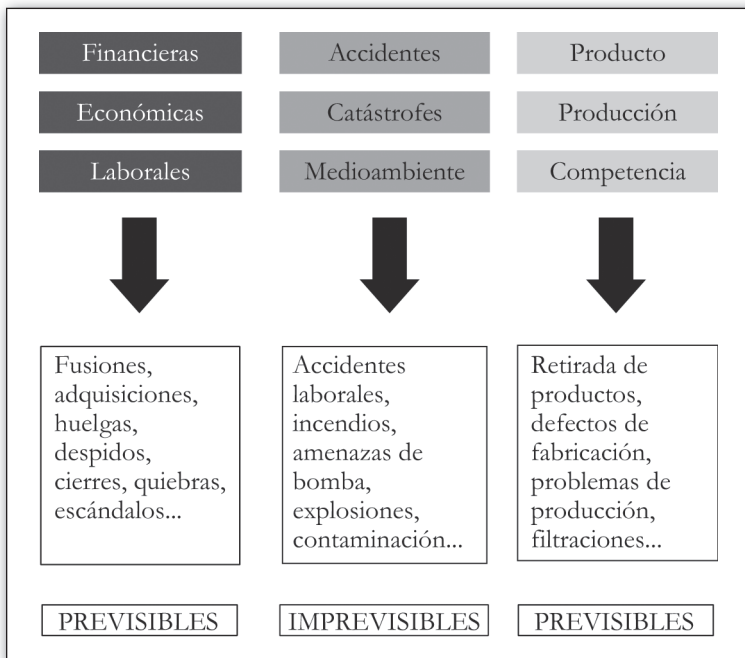 Financieras
Económicas
Laborales
Fusiones,
adquisiciones,
huelgas,
despidos,
cierres, quiebras,
escándalos...
PREVISIBLES
Accidentes
Catástrofes
Medioambiente
Accidentes
laborales,
incendios,
amenazas de
bomba,
explosiones,
contaminación...
IMPREVISIBLES
Producto
Producción
Competencia
Retirada de
productos,
defectos de
fabricación,
problemas de
producción,
filtraciones...
PREVISIBLES